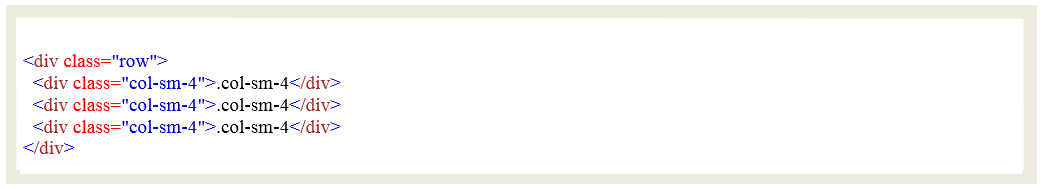 <div class="row">
  <div class="col-sm-4">.col-sm-4</div>
  <div class="col-sm-4">.col-sm-4</div>
  <div class="col-sm-4">.col-sm-4</div>
</div>